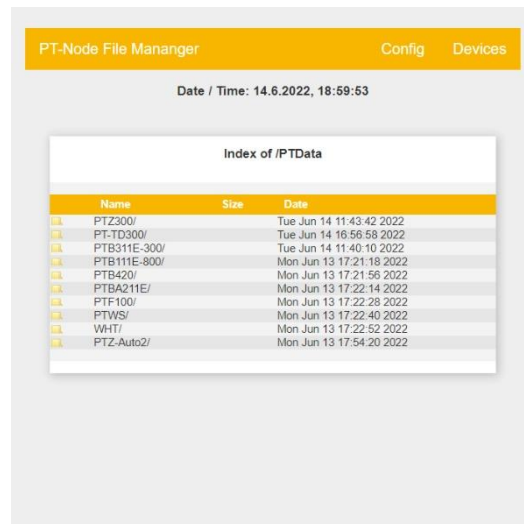 PT-Node File Mananger Config Devices
Date / Time: 14.6.2022, 18:59:53
Index of /PTData
Name Size Date
PTZ300/ Tue Jun 14 11:43:42 2022
PT-TD300/ Tue Jun 14 16:56:58 2022
PTB311E-300/ Tue Jun 14 11:40:10 2022
PTB111E-800/ Mon Jun 13 17:21:18 2022
PTB420/ Mon Jun 13 17:21:56 2022
PTBA211E/ Mon Jun 13 17:22:14 2022
PTF100/ Mon Jun 13 17:22:28 2022
PTWS/ Mon Jun 13 17:22:40 2022
WHT/ Mon Jun 13 17:22:52 2022
PTZ-Auto2/ Mon Jun 13 17:54:20 2022